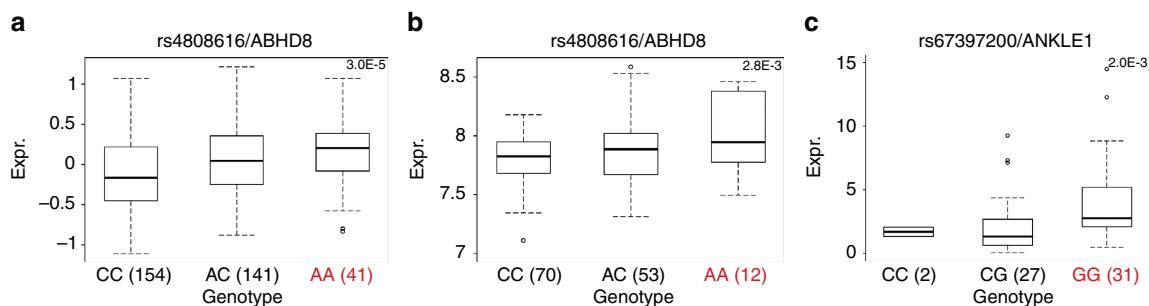 a
rs4808616/ABHD8
3.0E-5
1
0.5
0
−0.5
−1
Expr.
CC (154) AC (141) AA (41)
Genotype
b
rs4808616/ABHD8
2.8E-3
8.5
8
7.5
7
Expr.
CC (70) AC (53) AA (12)
Genotype
c
rs67397200/ANKLE1
2.0E-3
15
10
5
0
Expr.
CC (2) CG (27) GG (31)
Genotype